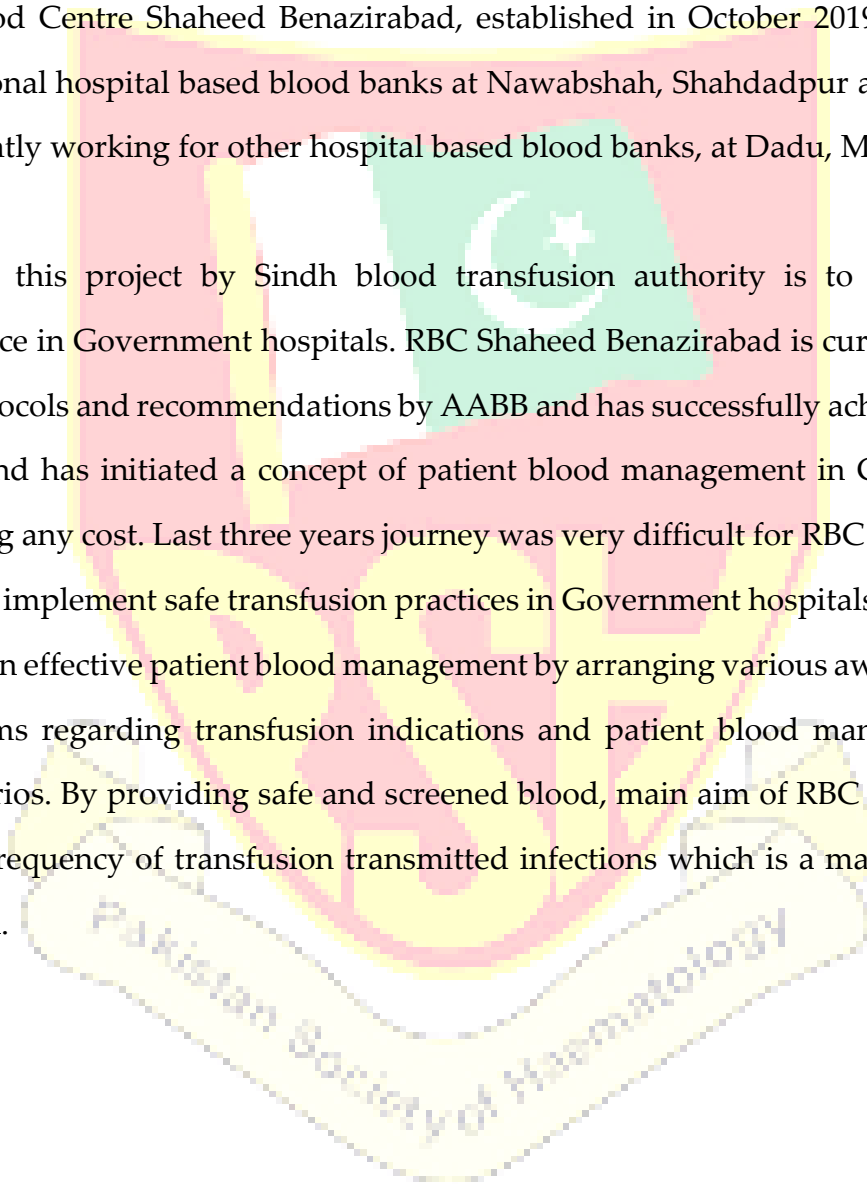 od Centre Shaheed Benazirabad, established in October 2019
onal hospital based blood banks at Nawabshah, Shahdadpur a
ntly working for other hospital based blood banks, at Dadu, M
this project by Sindh blood transfusion authority is to
ce in Government hospitals. RBC Shaheed Benazirabad is cur
tocols and recommendations by AABB and has successfully ach
nd has initiated a concept of patient blood management in
g any cost. Last three years journey was very difficult for RBC
implement safe transfusion practices in Government hospitals
n effective patient blood management by arranging various aw
ms regarding transfusion indications and patient blood man
rios. By providing safe and screened blood, main aim of RBC
requency of transfusion transmitted infections which is a ma
.
PSH
Pakistan Society of Haematology